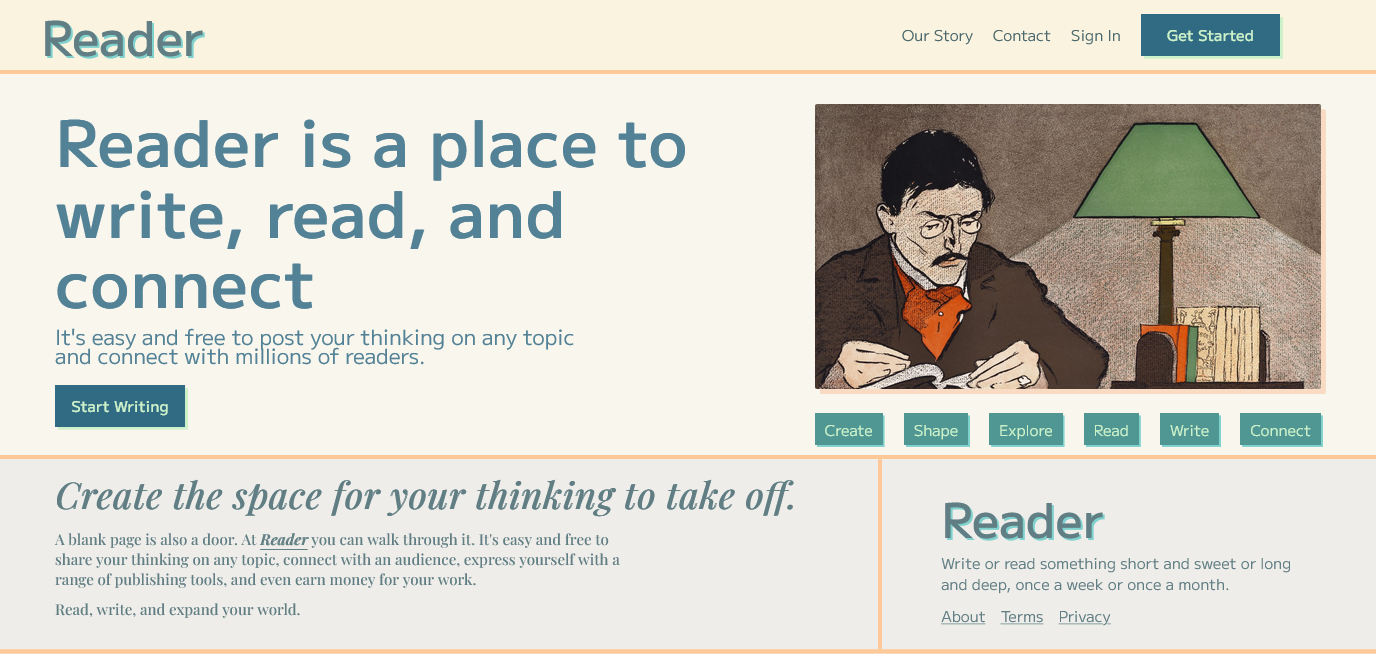 Reader
Our Story
Contact
Sign In
Get Started
Reader is a place to
write, read, and
connect
It's easy and free to post your thinking on any topic
and connect with millions of readers.
Start Writing
Create
Shape
Explore
Read
Write
Connect
Create the space for your thinking to take off.
A blank page is also a door. At Reader you can walk through it. It's easy and free to
share your thinking on any topic, connect with an audience, express yourself with a
range of publishing tools, and even earn money for your work.
Read, write, and expand your world.
Reader
Write or read something short and sweet or long
and deep, once a week or once a month.
About
Terms
Privacy